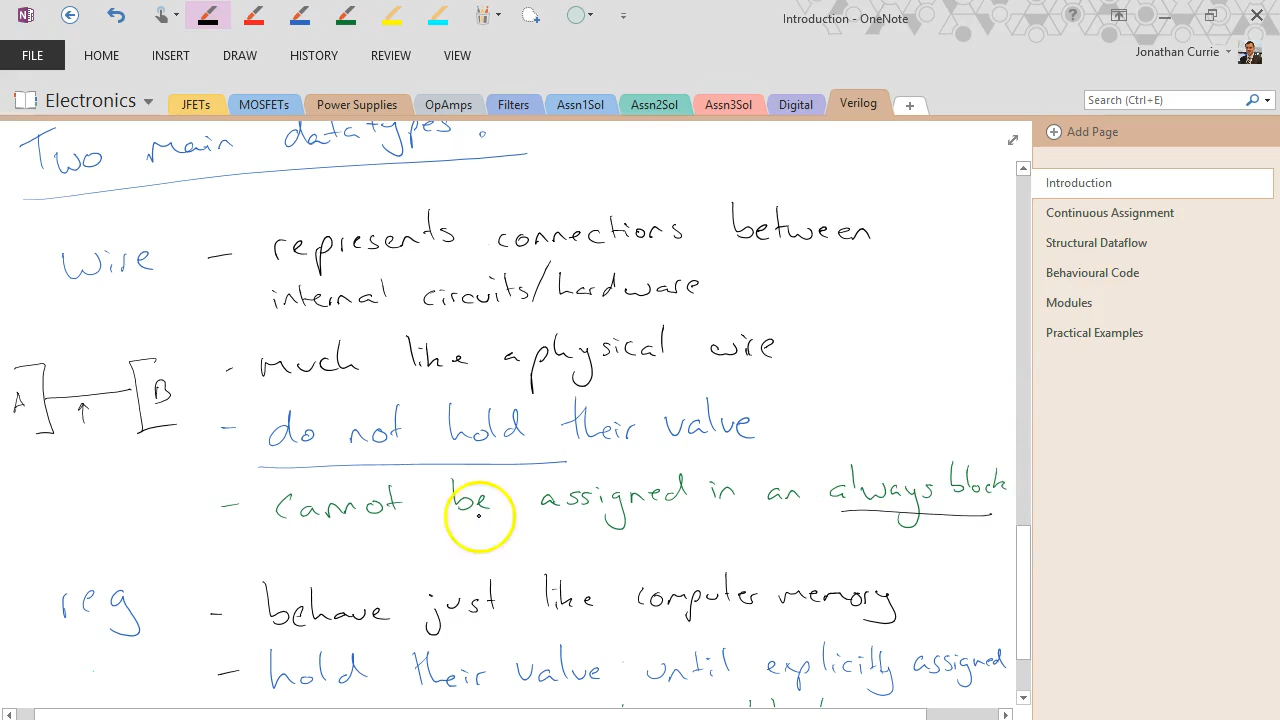 Introduction - OneNote
?
Jonathan Currie
FILE HOME INSERT DRAW HISTORY REVIEW VIEW
Electronics JFETs MOSFETs Power Supplies OpAmps Filters Assn1Sol Assn2Sol Assn3Sol Digital Verilog + Search (Ctrl+E)
Two main datatypes:
wire - represents connections between
internal circuits/hardware
- much like a physical wire
A B
- do not hold their value
- cannot be assigned in an always block
reg - behave just like computer memory
- hold their value until explicitly assigned
Add Page
Introduction
Continuous Assignment
Structural Dataflow
Behavioural Code
Modules
Practical Examples